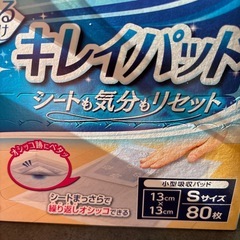 る
け
キレイパット
シートも気分もリセット
オシッコ跡にペタン
シートまっさらで
繰り返しオシッコできる
小型吸収パッド
13cm
×
13cm
Sサイズ
80枚